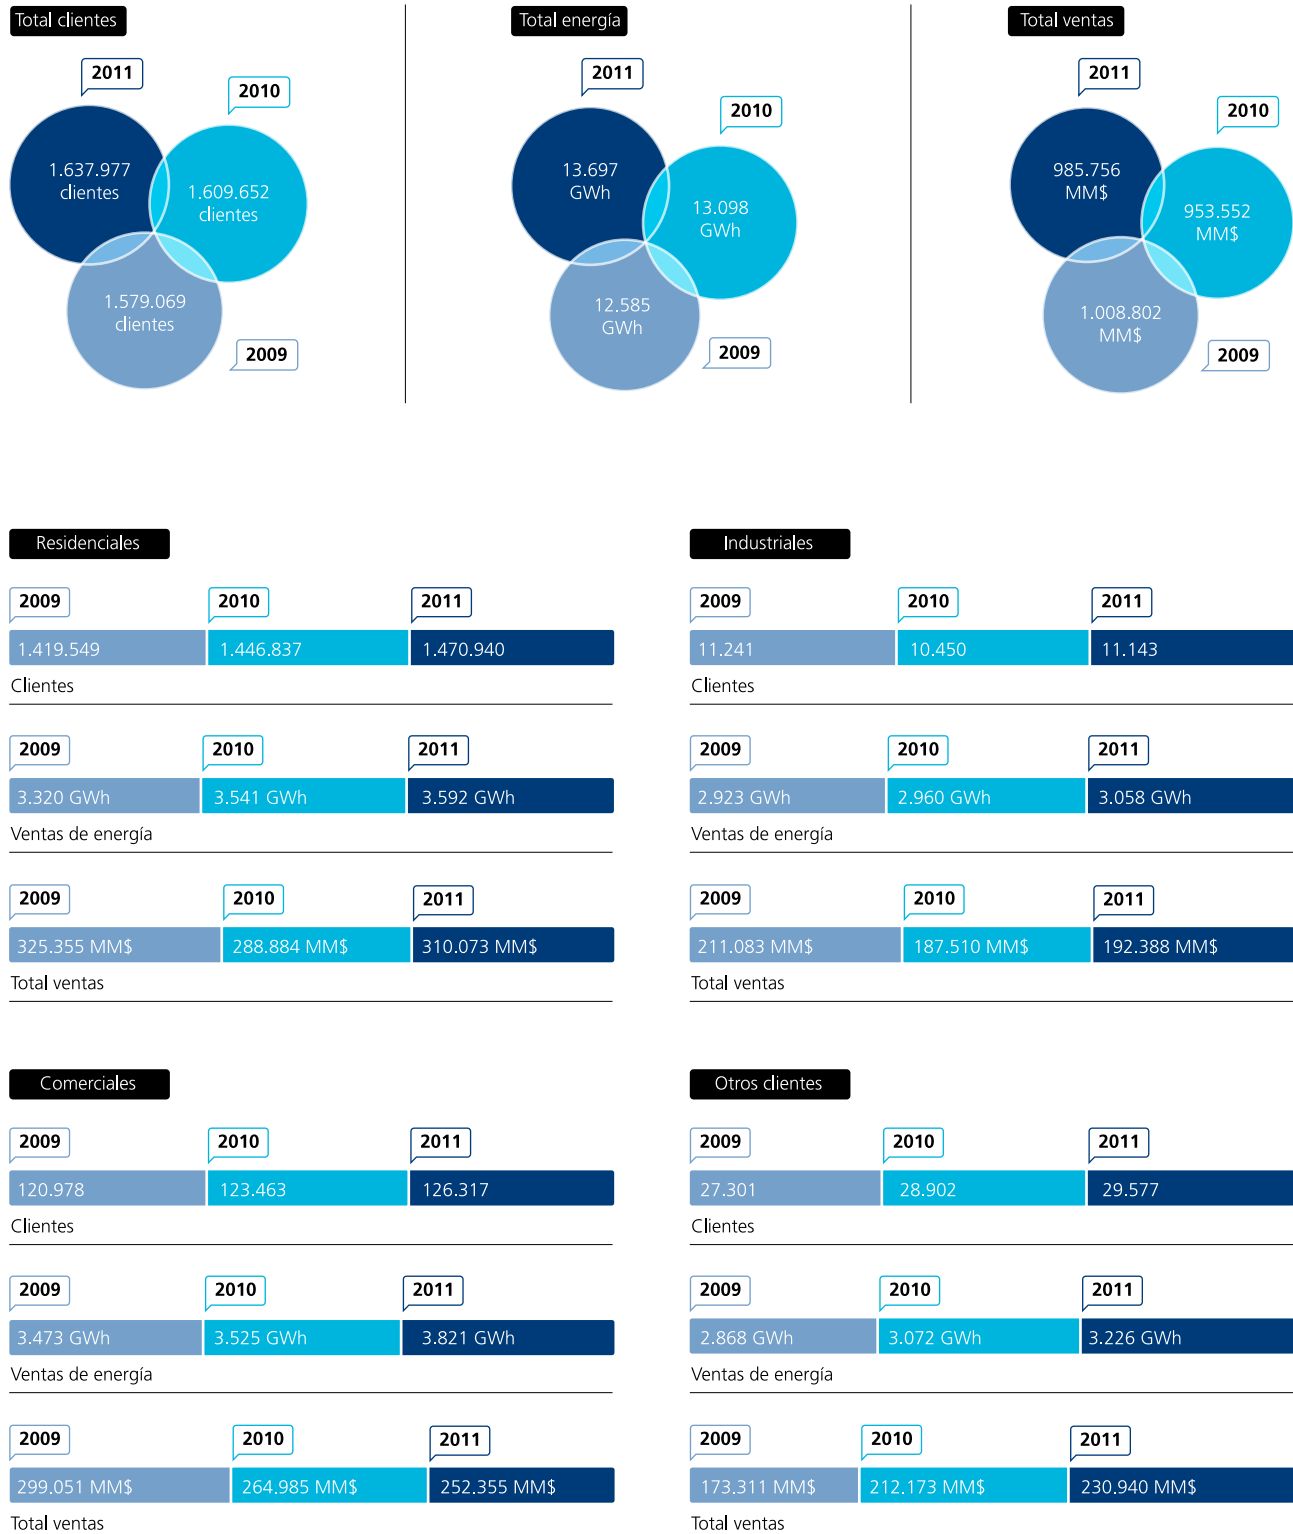 Total clientes
2011
2010
1.637.977
clientes
1.609.652
clientes
1.579.069
clientes
2009
Total energía
2011
2010
13.697
GWh
13.098
GWh
12.585
GWh
2009
Total ventas
2011
2010
985.756
MM$
953.552
MM$
1.008.802
MM$
2009
Residenciales
2009
2010
2011
1.419.549
1.446.837
1.470.940
Clientes
2009
2010
2011
3.320 GWh
3.541 GWh
3.592 GWh
Ventas de energía
2009
2010
2011
325.355 MM$
288.884 MM$
310.073 MM$
Total ventas
Industriales
2009
2010
2011
11.241
10.450
11.143
Clientes
2009
2010
2011
2.923 GWh
2.960 GWh
3.058 GWh
Ventas de energía
2009
2010
2011
211.083 MM$
187.510 MM$
192.388 MM$
Total ventas
Comerciales
2009
2010
2011
120.978
123.463
126.317
Clientes
2009
2010
2011
3.473 GWh
3.525 GWh
3.821 GWh
Ventas de energía
2009
2010
2011
299.051 MM$
264.985 MM$
252.355 MM$
Total ventas
Otros clientes
2009
2010
2011
27.301
28.902
29.577
Clientes
2009
2010
2011
2.868 GWh
3.072 GWh
3.226 GWh
Ventas de energía
2009
2010
2011
173.311 MM$
212.173 MM$
230.940 MM$
Total ventas